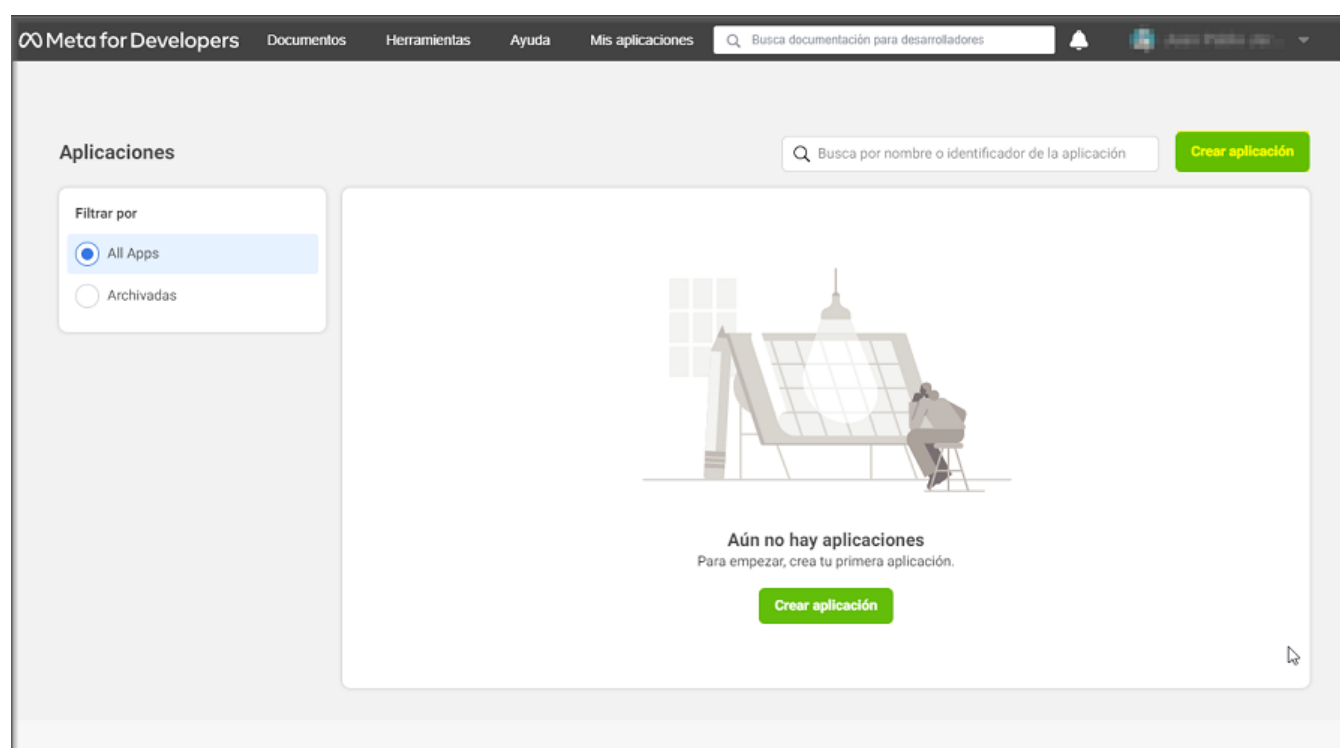 Meta for Developers Documentos Herramientas Ayuda Mis aplicaciones Busca documentación para desarrolladores
Aplicaciones Busca por nombre o identificador de la aplicación Crear aplicación
Filtrar por
All Apps
Archivadas
Aún no hay aplicaciones
Para empezar, crea tu primera aplicación.
Crear aplicación